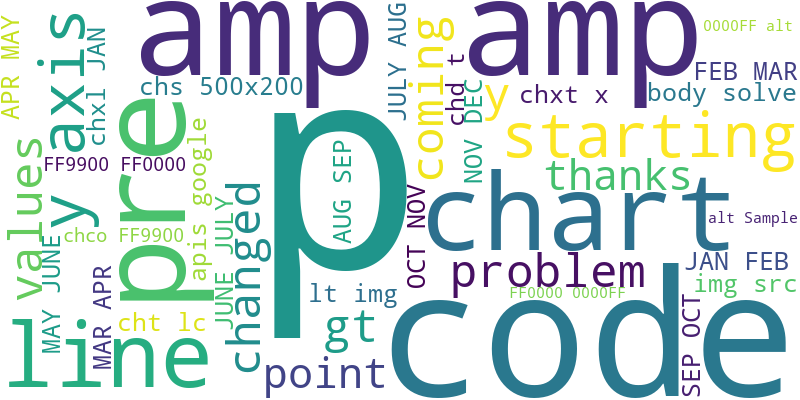 amp
amp
0000FF alt
APR MAY
axis
chxl JAN
chs 500x200
JULY AUG
coming
chd t
FEB MAR
body solve
chxt x
y
NOV DEC
pre
p
starting
values
y
FF9900 FF0000
apis google
AUG SEP
thanks
chart
alt Sample
changed
OCT NOV
chco FF9900
JUNE JULY
MAY JUNE
MAR APR
problem
JAN FEB
img src
lt img
FF0000 0000FF
code
SEP OCT
line
cht lc
gt
point